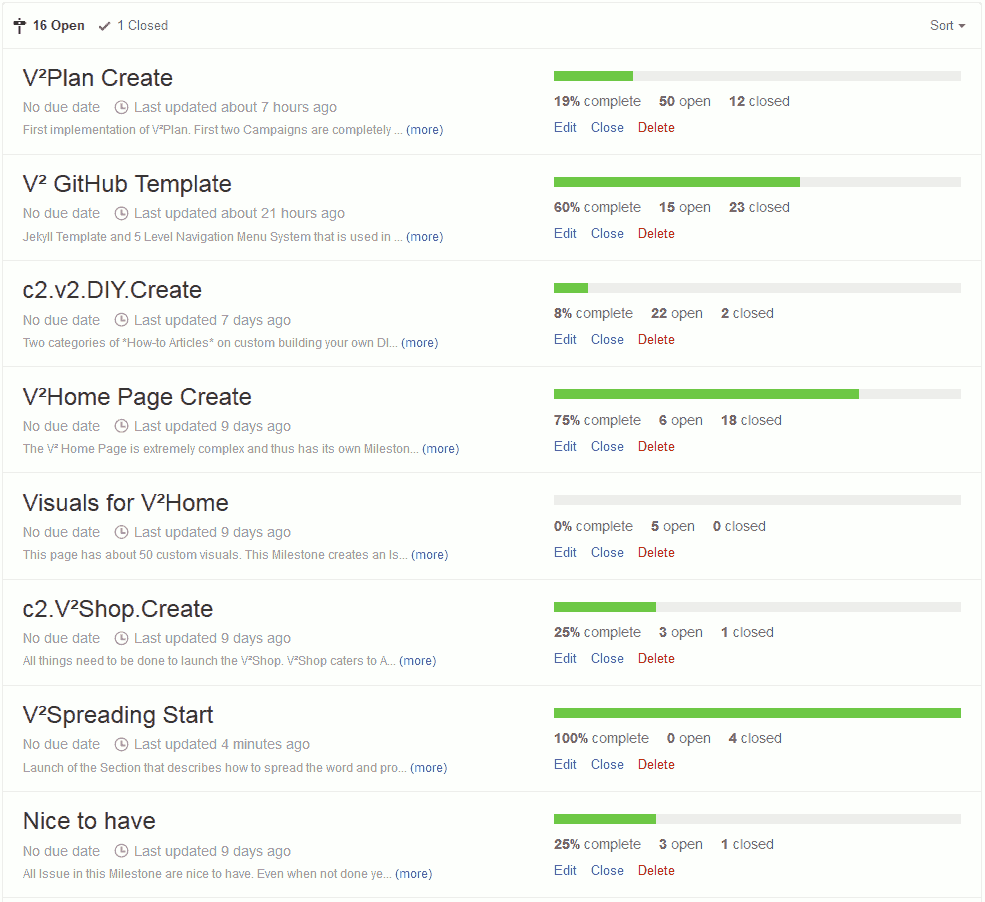 16 Open 1 Closed Sort
V²Plan Create
No due date Last updated about 7 hours ago
First implementation of V²Plan. First two Campaigns are completely ... (more)
19% complete 50 open 12 closed
Edit Close Delete
V² GitHub Template
No due date Last updated about 21 hours ago
Jekyll Template and 5 Level Navigation Menu System that is used in ... (more)
60% complete 15 open 23 closed
Edit Close Delete
c2.v2.DIY.Create
No due date Last updated 7 days ago
Two categories of *How-to Articles* on custom building your own DI... (more)
8% complete 22 open 2 closed
Edit Close Delete
V²Home Page Create
No due date Last updated 9 days ago
The V² Home Page is extremely complex and thus has its own Mileston... (more)
75% complete 6 open 18 closed
Edit Close Delete
Visuals for V²Home
No due date Last updated 9 days ago
This page has about 50 custom visuals. This Milestone creates an Is... (more)
0% complete 5 open 0 closed
Edit Close Delete
c2.V²Shop.Create
No due date Last updated 9 days ago
All things need to be done to launch the V²Shop. V²Shop caters to A... (more)
25% complete 3 open 1 closed
Edit Close Delete
V²Spreading Start
No due date Last updated 4 minutes ago
Launch of the Section that describes how to spread the word and pro... (more)
100% complete 0 open 4 closed
Edit Close Delete
Nice to have
No due date Last updated 9 days ago
All Issue in this Milestone are nice to have. Even when not done ye... (more)
25% complete 3 open 1 closed
Edit Close Delete